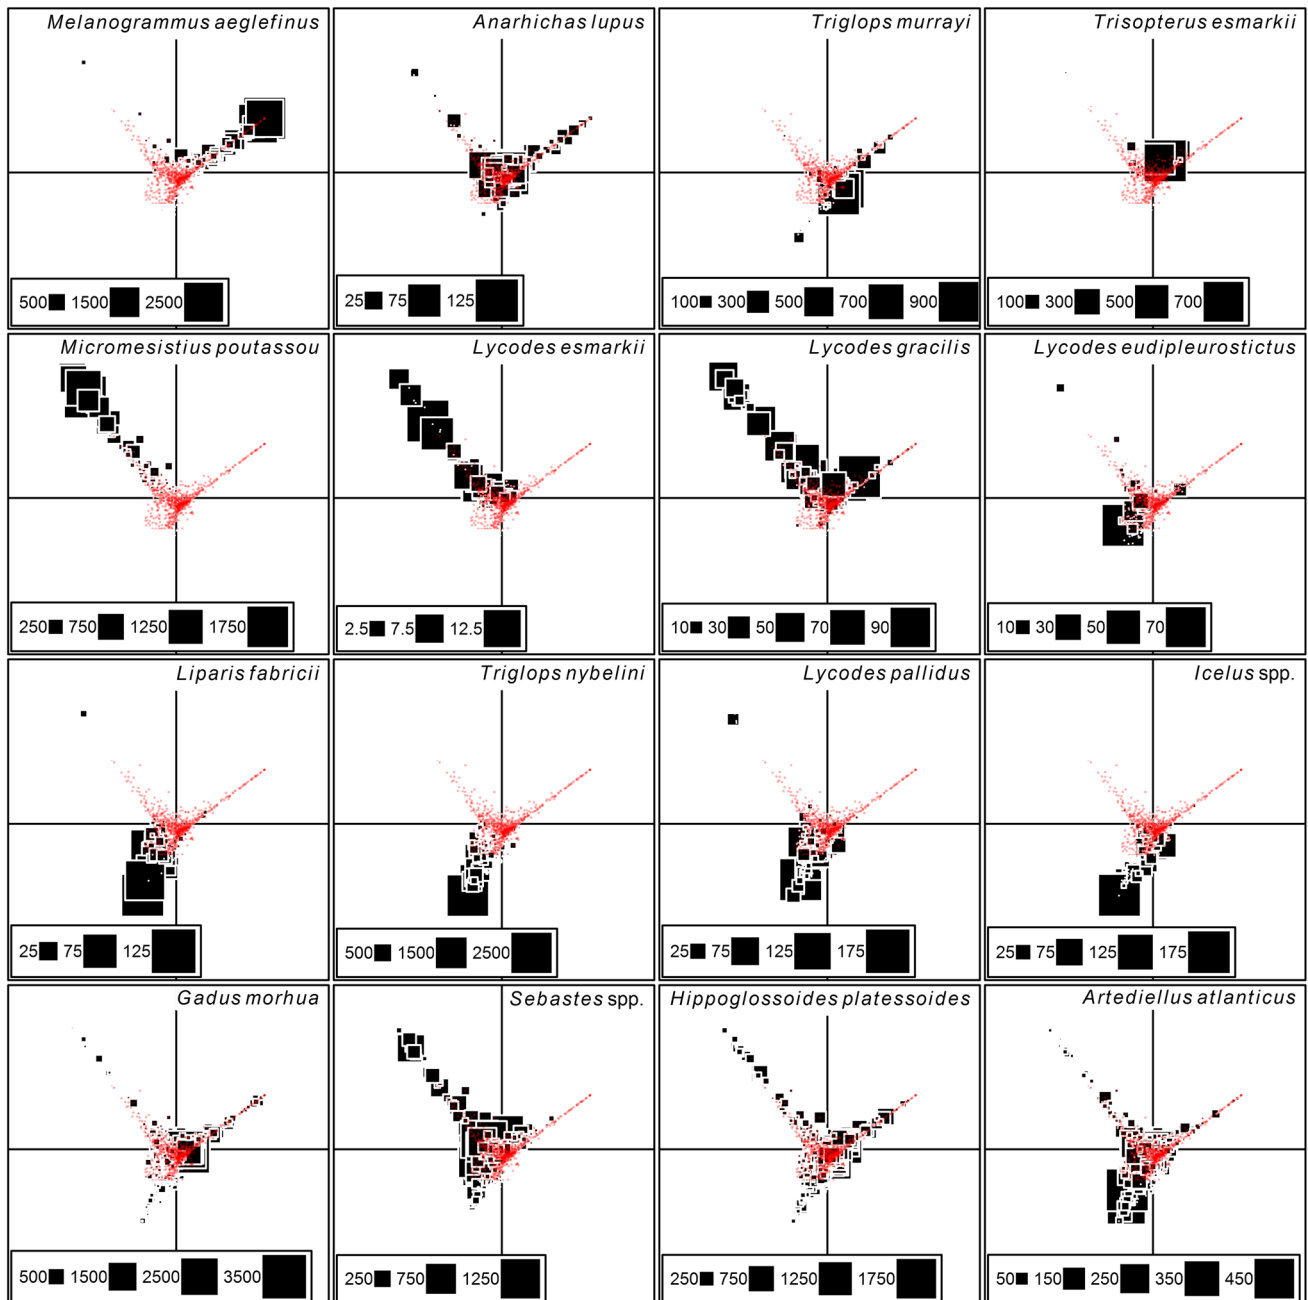 Melanogrammus aeglefinus
500 1500 2500
Anarhichas lupus
25 75 125
Triglops murrayi
100 300 500 700 900
Trisopterus esmarkii
100 300 500 700
Micromesistius poutassou
250 750 1250 1750
Lycodes esmarkii
2.5 7.5 12.5
Lycodes gracilis
10 30 50 70 90
Lycodes eudipleurostictus
10 30 50 70
Liparis fabricii
25 75 125
Triglops nybelini
500 1500 2500
Lycodes pallidus
25 75 125 175
Icelus spp.
25 75 125 175
Gadus morhua
500 1500 2500 3500
Sebastes spp.
250 750 1250
Hippoglossoides platessoides
250 750 1250 1750
Artediellus atlanticus
50 150 250 350 450